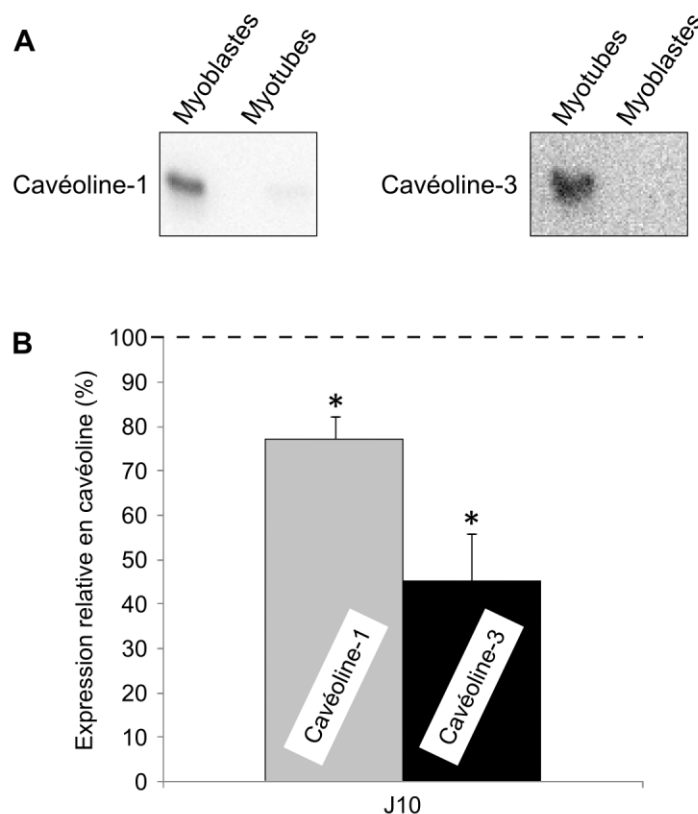 A
Myoblastes
Myotubes
Myotubes
Myoblastes
Cavéoline-1
Cavéoline-3
B
Expression relative en cavéoline (%)
100
90
80
70
60
50
40
30
20
10
0
*
*
Cavéoline-1
Cavéoline-3
J10